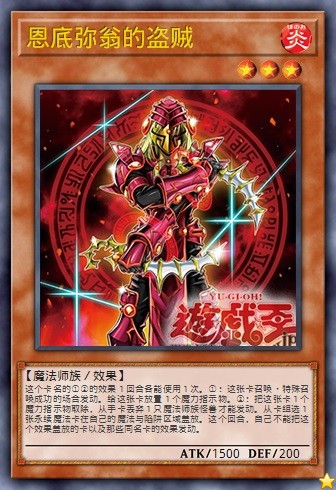 恩底弥翁的盗贼
炎
YU-GI-OH!
遊戯王
【魔法师族/效果】
这个卡名的①②的效果1回合各能使用1次。①:这张卡召唤·特殊召
唤成功的场合发动。给这张卡放置1个魔力指示物。②:把这张卡1个
魔力指示物取除,从手卡丢弃1只魔法师族怪兽才能发动。从卡组选1
张永续魔法卡在自己的魔法与陷阱区域盖放。这个回合,自己不能把这
个效果盖放的卡以及那些同名卡的效果发动。
ATK/1500 DEF/200